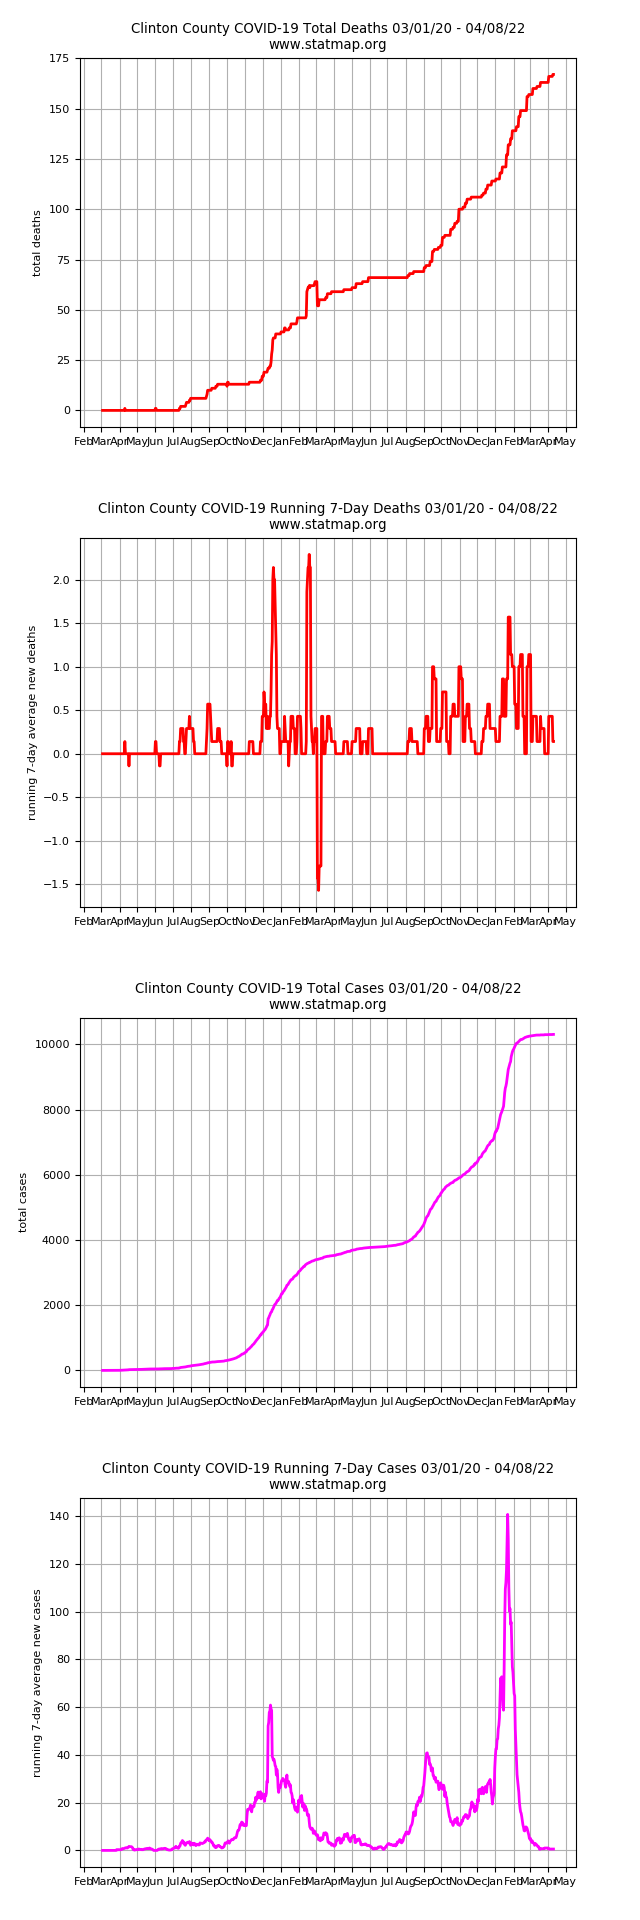 Clinton County COVID-19 Total Deaths 03/01/20 - 04/08/22
www.statmap.org
175
150
125
100
75
50
25
0
total deaths
Feb Mar Apr May Jun Jul Aug Sep Oct Nov Dec Jan Feb Mar Apr May Jun Jul Aug Sep Oct Nov Dec Jan Feb Mar Apr May
Clinton County COVID-19 Running 7-Day Deaths 03/01/20 - 04/08/22
www.statmap.org
2.0
1.5
1.0
0.5
0.0
−0.5
−1.0
−1.5
running 7-day average new deaths
Feb Mar Apr May Jun Jul Aug Sep Oct Nov Dec Jan Feb Mar Apr May Jun Jul Aug Sep Oct Nov Dec Jan Feb Mar Apr May
Clinton County COVID-19 Total Cases 03/01/20 - 04/08/22
www.statmap.org
10000
8000
6000
4000
2000
0
total cases
Feb Mar Apr May Jun Jul Aug Sep Oct Nov Dec Jan Feb Mar Apr May Jun Jul Aug Sep Oct Nov Dec Jan Feb Mar Apr May
Clinton County COVID-19 Running 7-Day Cases 03/01/20 - 04/08/22
www.statmap.org
140
120
100
80
60
40
20
0
running 7-day average new cases
Feb Mar Apr May Jun Jul Aug Sep Oct Nov Dec Jan Feb Mar Apr May Jun Jul Aug Sep Oct Nov Dec Jan Feb Mar Apr May